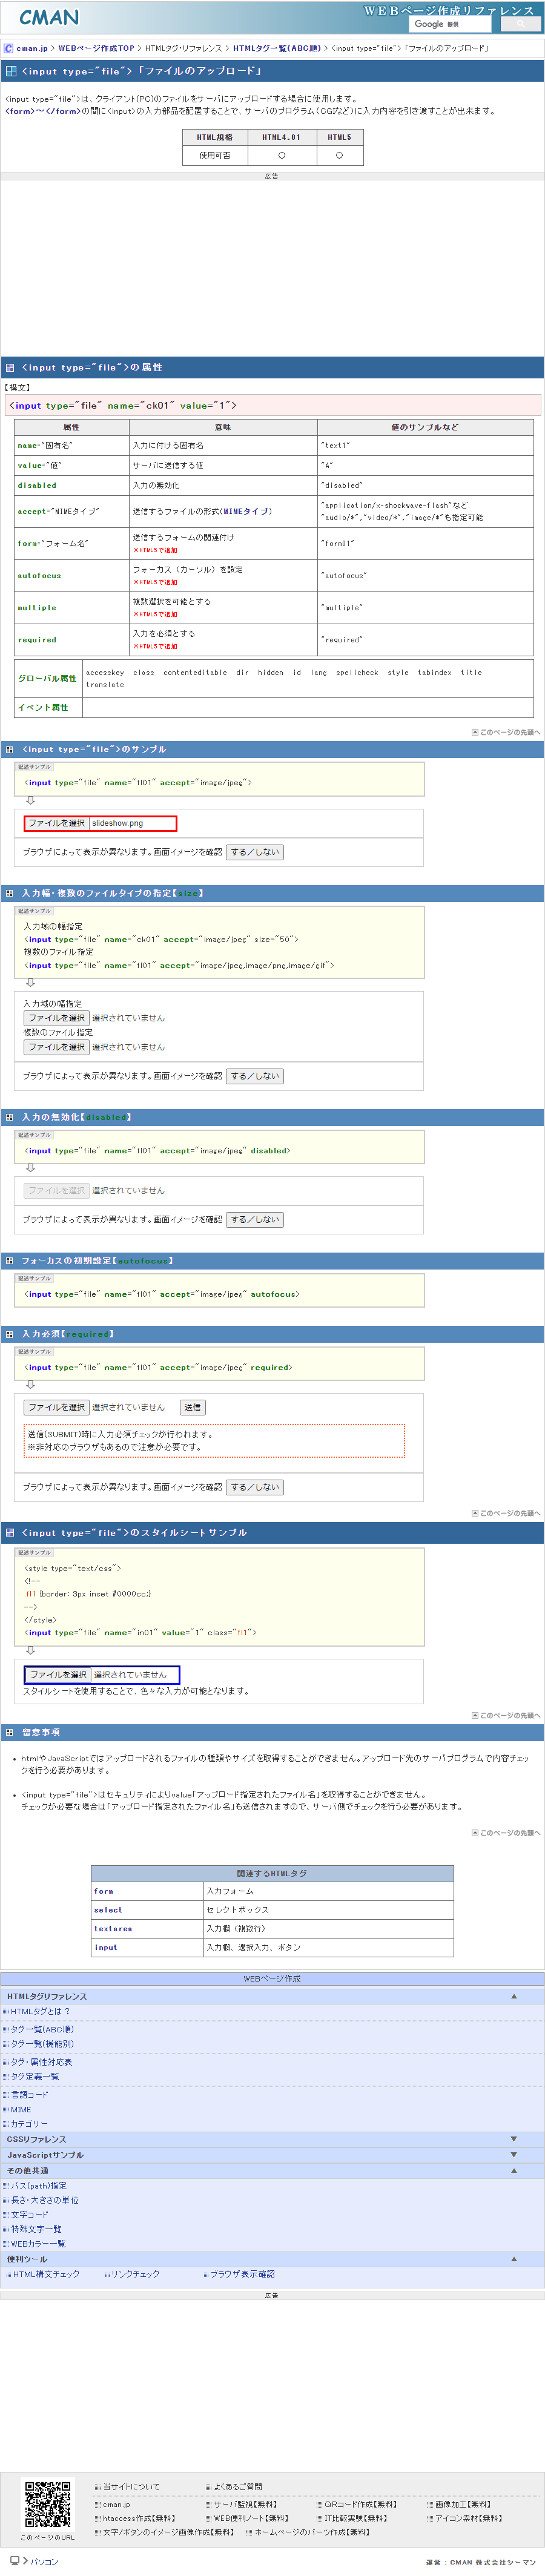 CMAN
WEBページ作成リファレンス
Google 提供
cman.jp > WEBページ作成TOP > HTMLタグ・リファレンス > HTMLタグ一覧(ABC順) > <input type="file"> 「ファイルのアップロード」
<input type="file"> 「ファイルのアップロード」
<input type="file">は、クライアント(PC)のファイルをサーバにアップロードする場合に使用します。
<form>～</form>の間に<input>の入力部品を配置することで、サーバのプログラム(CGIなど)に入力内容を引き渡すことが出来ます。
HTML規格 HTML4.01 HTML5
使用可否 ○ ○
広告
<input type="file">の属性
【構文】
<input type="file" name="ck01" value="1">
属性 意味 値のサンプルなど
name="固有名" 入力に付ける固有名 "text1"
value="値" サーバに送信する値 "A"
disabled 入力の無効化 "disabled"
accept="MIMEタイプ" 送信するファイルの形式(MIMEタイプ) "application/x-shockwave-flash"など
"audio/*","video/*","image/*"も指定可能
form="フォーム名" 送信するフォームの関連付け
※HTML5で追加 "form01"
autofocus フォーカス（カーソル）を設定
※HTML5で追加 "autofocus"
multiple 複数選択を可能とする
※HTML5で追加 "multiple"
required 入力を必須とする
※HTML5で追加 "required"
グローバル属性 accesskey class contenteditable dir hidden id lang spellcheck style tabindex title
translate
イベント属性
このページの先頭へ
<input type="file">のサンプル
記述サンプル
<input type="file" name="fl01" accept="image/jpeg">
ファイルを選択 slideshow.png
ブラウザによって表示が異なります。画面イメージを確認 する／しない
入力幅・複数のファイルタイプの指定【size】
記述サンプル
入力域の幅指定
<input type="file" name="ck01" accept="image/jpeg" size="50">
複数のファイル指定
<input type="file" name="fl01" accept="image/jpeg,image/png,image/gif">
入力域の幅指定
ファイルを選択 選択されていません
複数のファイル指定
ファイルを選択 選択されていません
ブラウザによって表示が異なります。画面イメージを確認 する／しない
入力の無効化【disabled】
記述サンプル
<input type="file" name="fl01" accept="image/jpeg" disabled>
ファイルを選択 選択されていません
ブラウザによって表示が異なります。画面イメージを確認 する／しない
フォーカスの初期設定【autofocus】
記述サンプル
<input type="file" name="fl01" accept="image/jpeg" autofocus>
入力必須【required】
記述サンプル
<input type="file" name="fl01" accept="image/jpeg" required>
ファイルを選択 選択されていません 送信
送信(SUBMIT)時に入力必須チェックが行われます。
※非対応のブラウザもあるので注意が必要です。
ブラウザによって表示が異なります。画面イメージを確認 する／しない
このページの先頭へ
<input type="file">のスタイルシートサンプル
記述サンプル
<style type="text/css">
<!--
.fl1 {border: 3px inset #0000cc;}
-->
</style>
<input type="file" name="in01" value="1" class="fl1">
ファイルを選択 選択されていません
スタイルシートを使用することで、色々な入力が可能となります。
このページの先頭へ
留意事項
• htmlやJavaScriptではアップロードされるファイルの種類やサイズを取得することができません。アップロード先のサーバプログラムで内容チェッ
クを行う必要があります。
• <input type="file">はセキュリティによりvalue「アップロード指定されたファイル名」を取得することができません。
チェックが必要な場合は「アップロード指定されたファイル名」も送信されますので、サーバ側でチェックを行う必要があります。
このページの先頭へ
関連するHTMLタグ
form 入力フォーム
select セレクトボックス
textarea 入力欄（複数行）
input 入力欄、選択入力、ボタン
WEBページ作成
HTMLタグリファレンス ▲
HTMLタグとは？
タグ一覧(ABC順)
タグ一覧(機能別)
タグ・属性対応表
タグ定義一覧
言語コード
MIME
カテゴリー
CSSリファレンス ▼
JavaScriptサンプル ▼
その他共通 ▲
パス(path)指定
長さ・大きさの単位
文字コード
特殊文字一覧
WEBカラー一覧
便利ツール ▲
HTML構文チェック リンクチェック ブラウザ表示確認
広告
当サイトについて よくあるご質問
cman.jp サーバ監視【無料】 QRコード作成【無料】 画像加工【無料】
htaccess作成【無料】 WEB便利ノート【無料】 IT比較実験【無料】 アイコン素材【無料】
文字/ボタンのイメージ画像作成【無料】 ホームページのパーツ作成【無料】
このページのURL
パソコン
運営：CMAN 株式会社シーマン